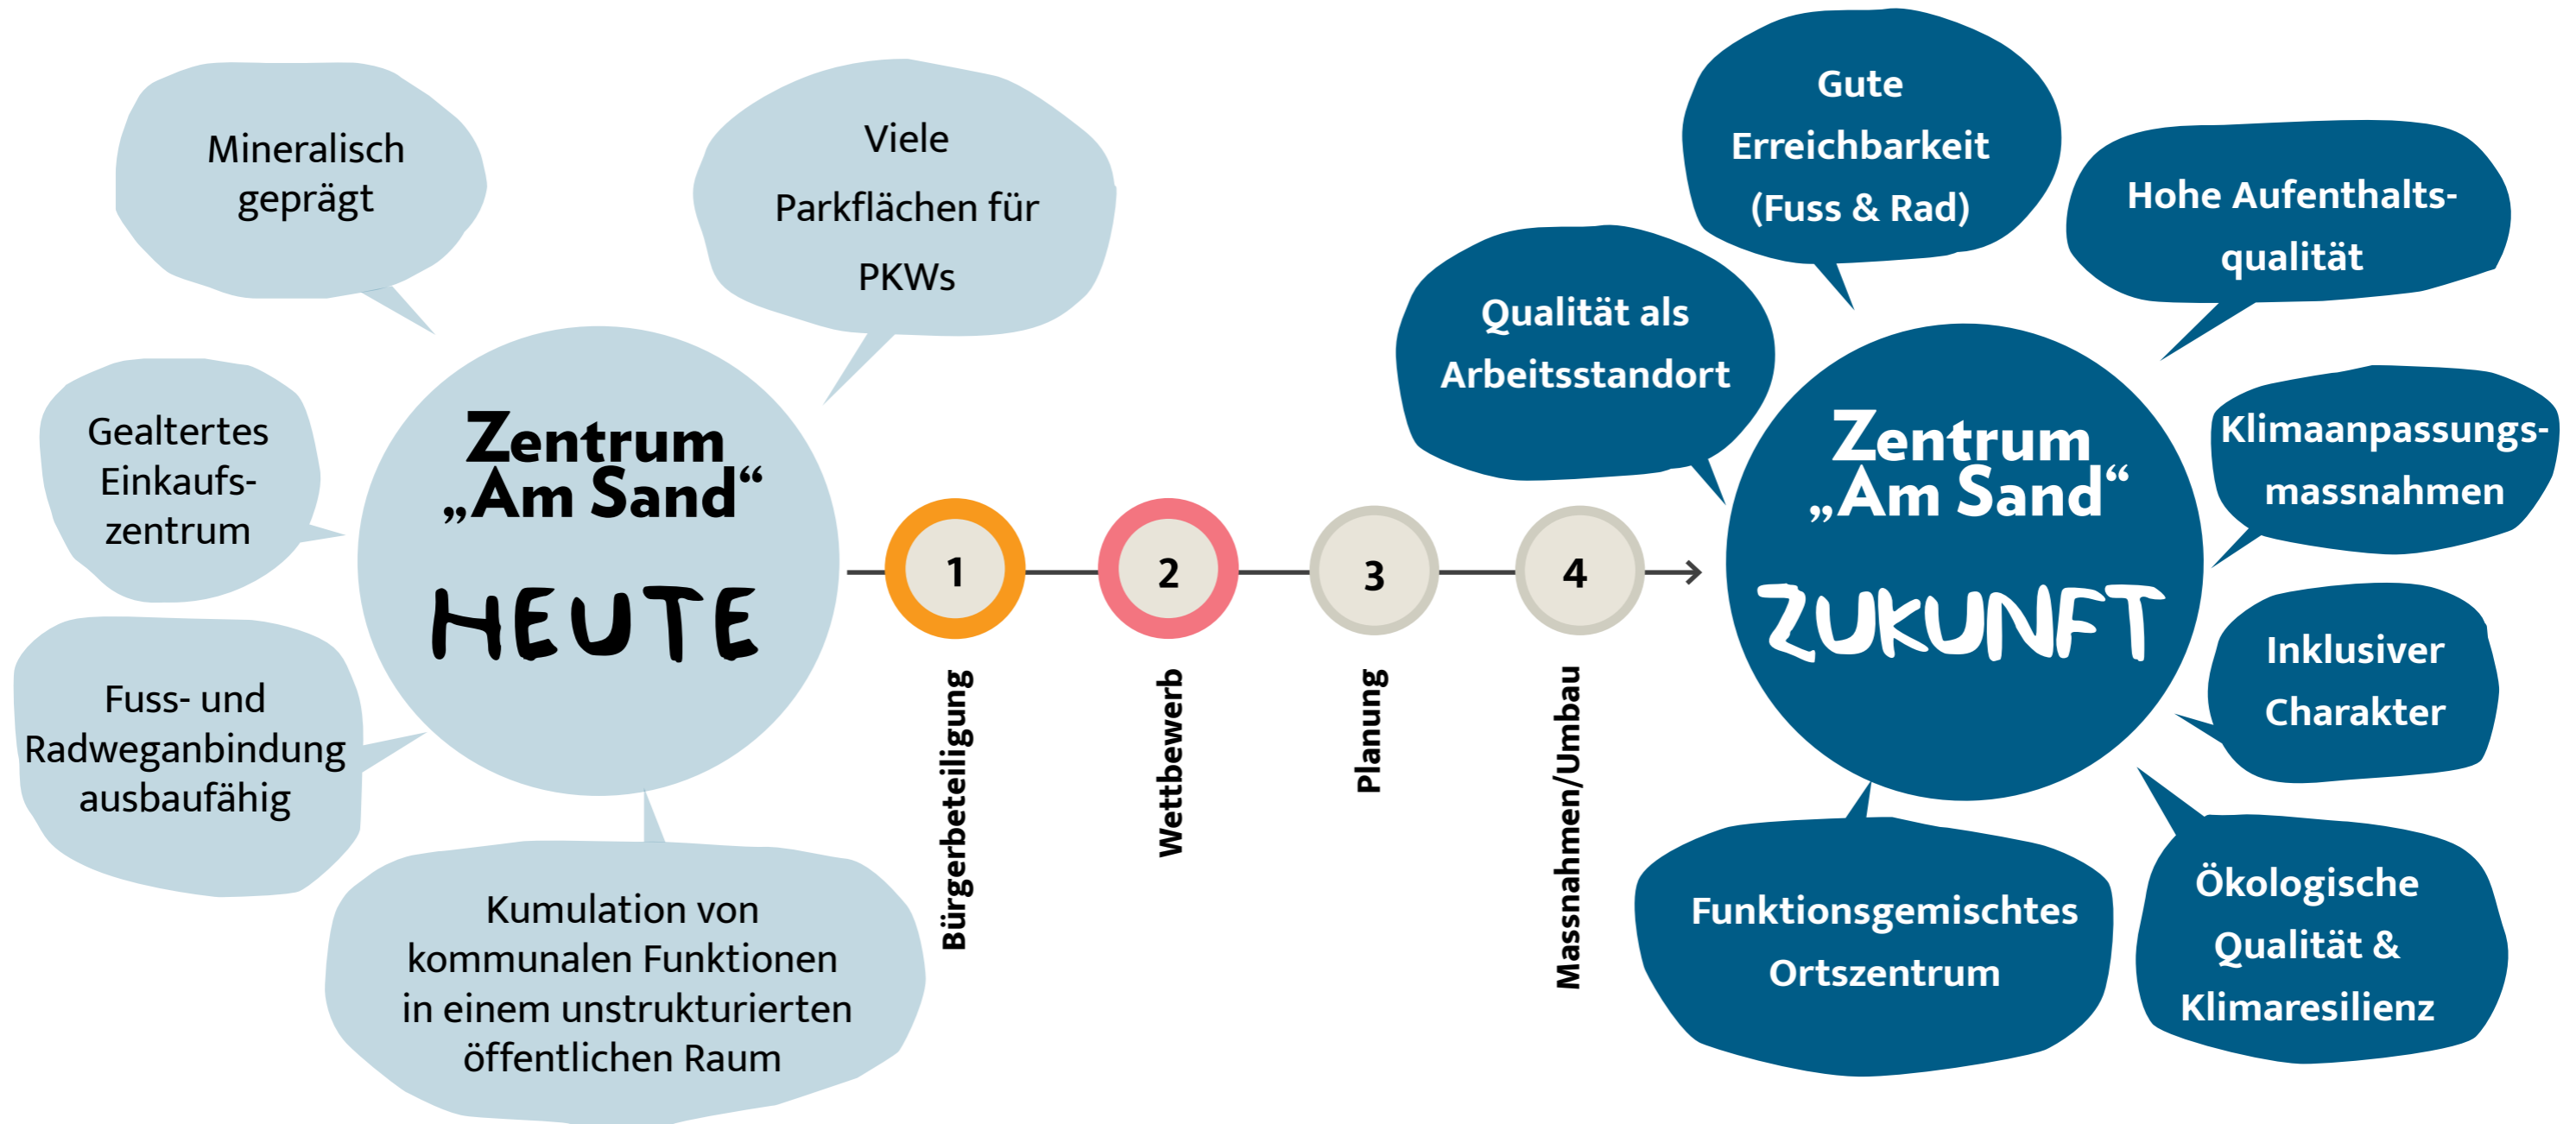 Mineralisch
geprägt
Viele
Parkflächen für
PKWs
Gealtertes
Einkaufs-
zentrum
Fuss- und
Radweganbindung
ausbaufähig
Kumulation von
kommunalen Funktionen
in einem unstrukturierten
öffentlichen Raum
Zentrum
„Am Sand“
HEUTE
1
Bürgerbeteiligung
2
Wettbewerb
3
Planung
4
Massnahmen/Umbau
Zentrum
„Am Sand“
ZUKUNFT
Qualität als
Arbeitsstandort
Gute
Erreichbarkeit
(Fuss & Rad)
Hohe Aufenthalts-
qualität
Klimaanpassungs-
massnahmen
Inklusiver
Charakter
Ökologische
Qualität &
Klimaresilienz
Funktionsgemischtes
Ortszentrum